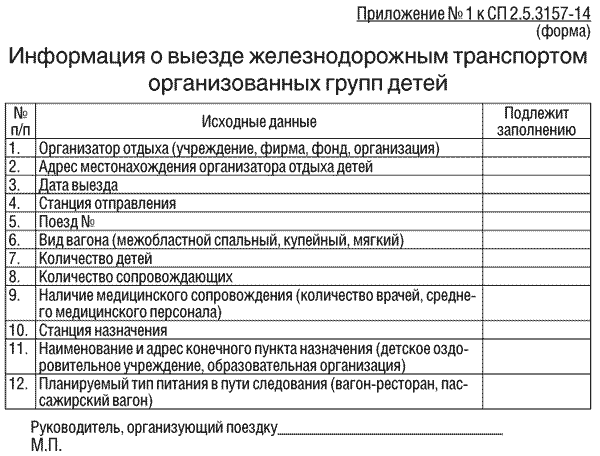 Приложение № 1 к СП 2.5.3157-14
(форма)
Информация о выезде железнодорожным транспортом
организованных групп детей
№ п/п Исходные данные Подлежит заполнению
1. Организатор отдыха (учреждение, фирма, фонд, организация)
2. Адрес местонахождения организатора отдыха детей
3. Дата выезда
4. Станция отправления
5. Поезд №
6. Вид вагона (межобластной спальный, купейный, мягкий)
7. Количество детей
8. Количество сопровождающих
9. Наличие медицинского сопровождения (количество врачей, средне-
го медицинского персонала)
10. Станция назначения
11. Наименование и адрес конечного пункта назначения (детское оздо-
ровительное учреждение, образовательная организация)
12. Планируемый тип питания в пути следования (вагон-ресторан, пас-
сажирский вагон)
Руководитель, организующий поездку
М.П.